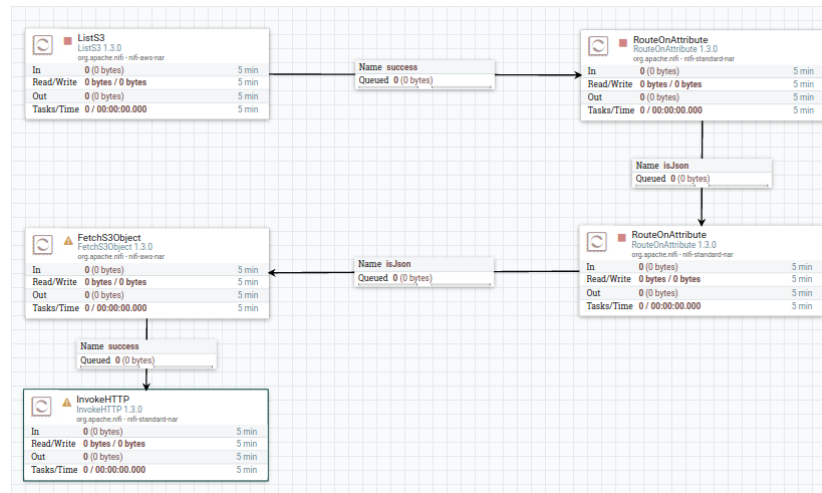 ListS3
ListS3 1.3.0
org.apache.nifi - nifi-aws-nar
In 0 (0 bytes) 5 min
Read/Write 0 bytes / 0 bytes 5 min
Out 0 (0 bytes) 5 min
Tasks/Time 0 / 00:00:00.000 5 min
Name success
Queued 0 (0 bytes)
RouteOnAttribute
RouteOnAttribute 1.3.0
org.apache.nifi - nifi-standard-nar
In 0 (0 bytes) 5 min
Read/Write 0 bytes / 0 bytes 5 min
Out 0 (0 bytes) 5 min
Tasks/Time 0 / 00:00:00.000 5 min
Name isJson
Queued 0 (0 bytes)
RouteOnAttribute
RouteOnAttribute 1.3.0
org.apache.nifi - nifi-standard-nar
In 0 (0 bytes) 5 min
Read/Write 0 bytes / 0 bytes 5 min
Out 0 (0 bytes) 5 min
Tasks/Time 0 / 00:00:00.000 5 min
Name isJson
Queued 0 (0 bytes)
FetchS3Object
FetchS3Object 1.3.0
org.apache.nifi - nifi-aws-nar
In 0 (0 bytes) 5 min
Read/Write 0 bytes / 0 bytes 5 min
Out 0 (0 bytes) 5 min
Tasks/Time 0 / 00:00:00.000 5 min
Name success
Queued 0 (0 bytes)
InvokeHTTP
InvokeHTTP 1.3.0
org.apache.nifi - nifi-standard-nar
In 0 (0 bytes) 5 min
Read/Write 0 bytes / 0 bytes 5 min
Out 0 (0 bytes) 5 min
Tasks/Time 0 / 00:00:00.000 5 min